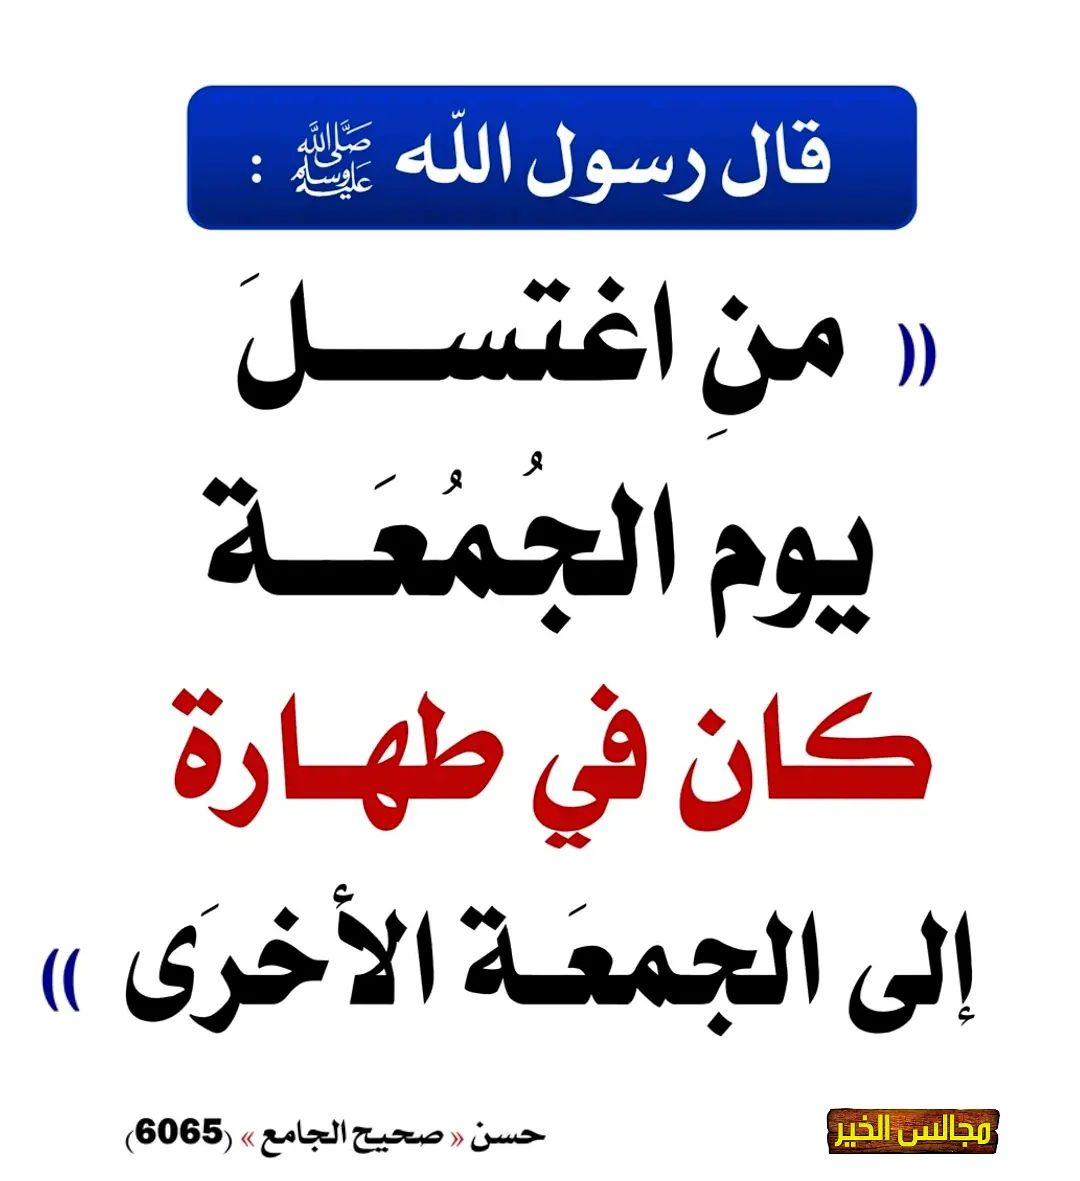 قال رسول الله ﷺ :
(( منِ اغتسلَ
يوم الجُمُعَة
كان في طهارة
إلى الجمعَة الأخرَى ))
حسن « صحيح الجامع » (6065)
مجالس الخير